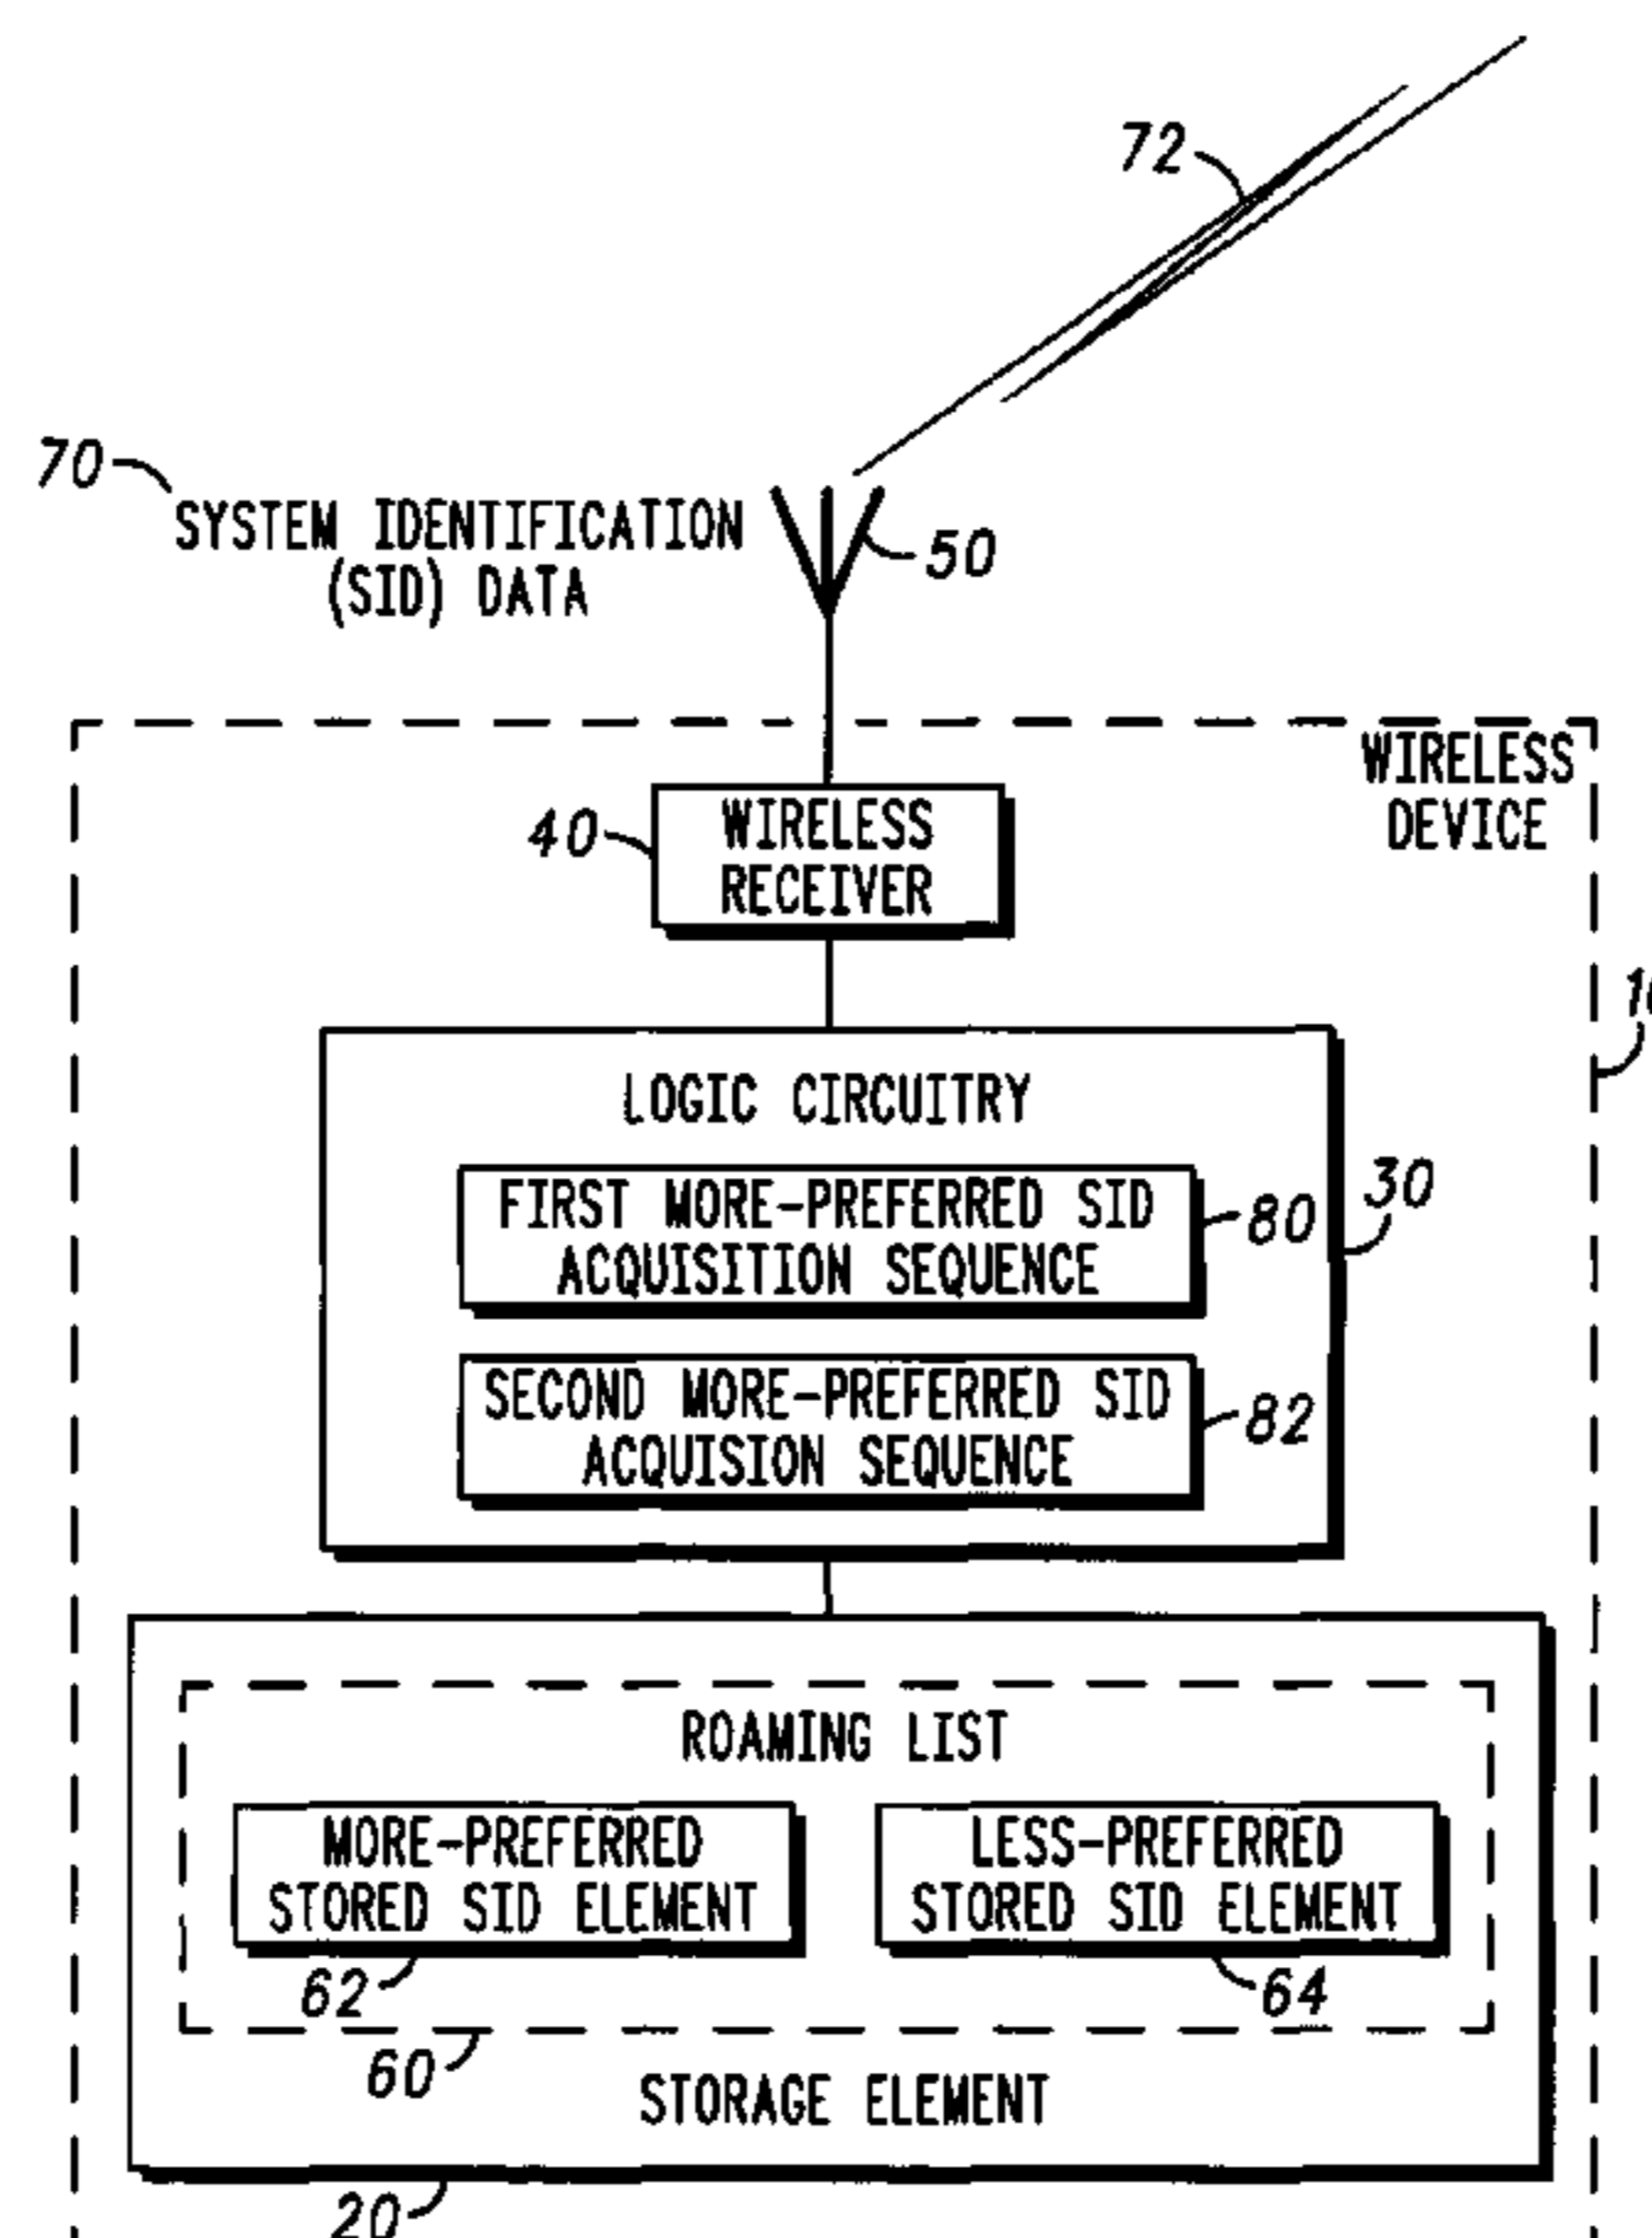 72
70
SYSTEM IDENTIFICATION
(SID) DATA
50
WIRELESS
DEVICE
40
WIRELESS
RECEIVER
LOGIC CIRCUITRY
30
FIRST MORE-PREFERRED SID
ACQUISITION SEQUENCE
80
SECOND MORE-PREFERRED SID
ACQUISION SEQUENCE
82
ROAMING LIST
MORE-PREFERRED
STORED SID ELEMENT
LESS-PREFERRED
STORED SID ELEMENT
62
64
60
STORAGE ELEMENT
20